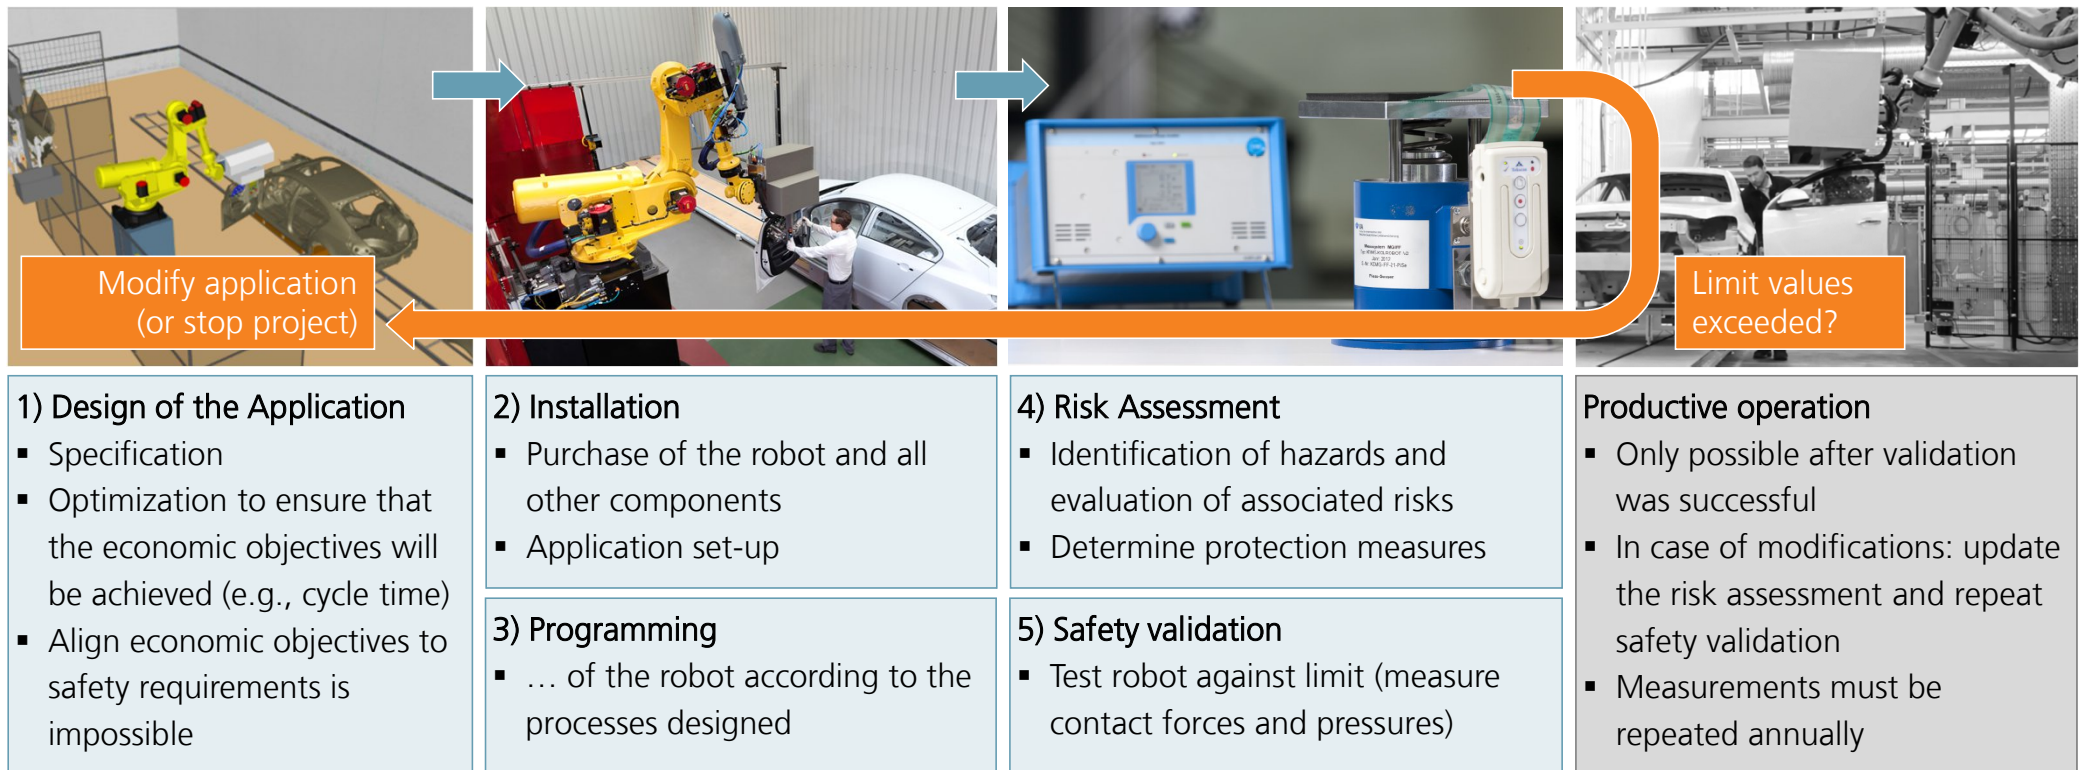 Modify application
(or stop project)
Limit values
exceeded?
1) Design of the Application
▪ Specification
▪ Optimization to ensure that
the economic objectives will
be achieved (e.g., cycle time)
▪ Align economic objectives to
safety requirements is
impossible
2) Installation
▪ Purchase of the robot and all
other components
▪ Application set-up
3) Programming
▪ … of the robot according to the
processes designed
4) Risk Assessment
▪ Identification of hazards and
evaluation of associated risks
▪ Determine protection measures
5) Safety validation
▪ Test robot against limit (measure
contact forces and pressures)
Productive operation
▪ Only possible after validation
was successful
▪ In case of modifications: update
the risk assessment and repeat
safety validation
▪ Measurements must be
repeated annually